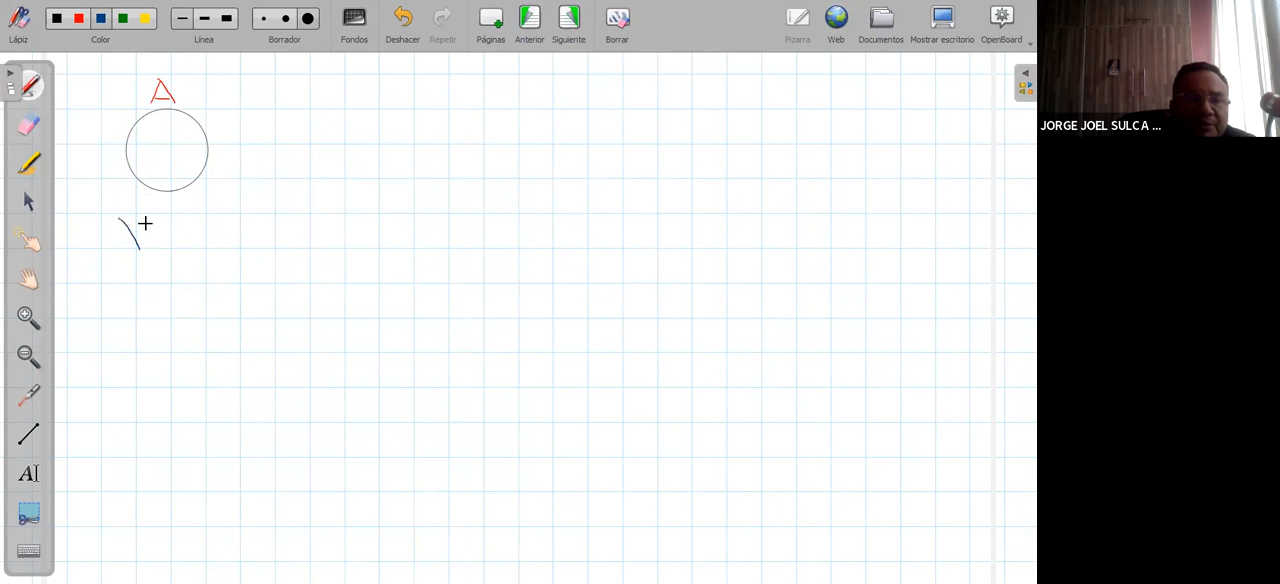 Lápiz Color Línea Borrador Fondos Deshacer Repetir Páginas Anterior Siguiente Borrar Pizarra Web Documentos Mostrar escritorio OpenBoard
A
JORGE JOEL SULCA ...